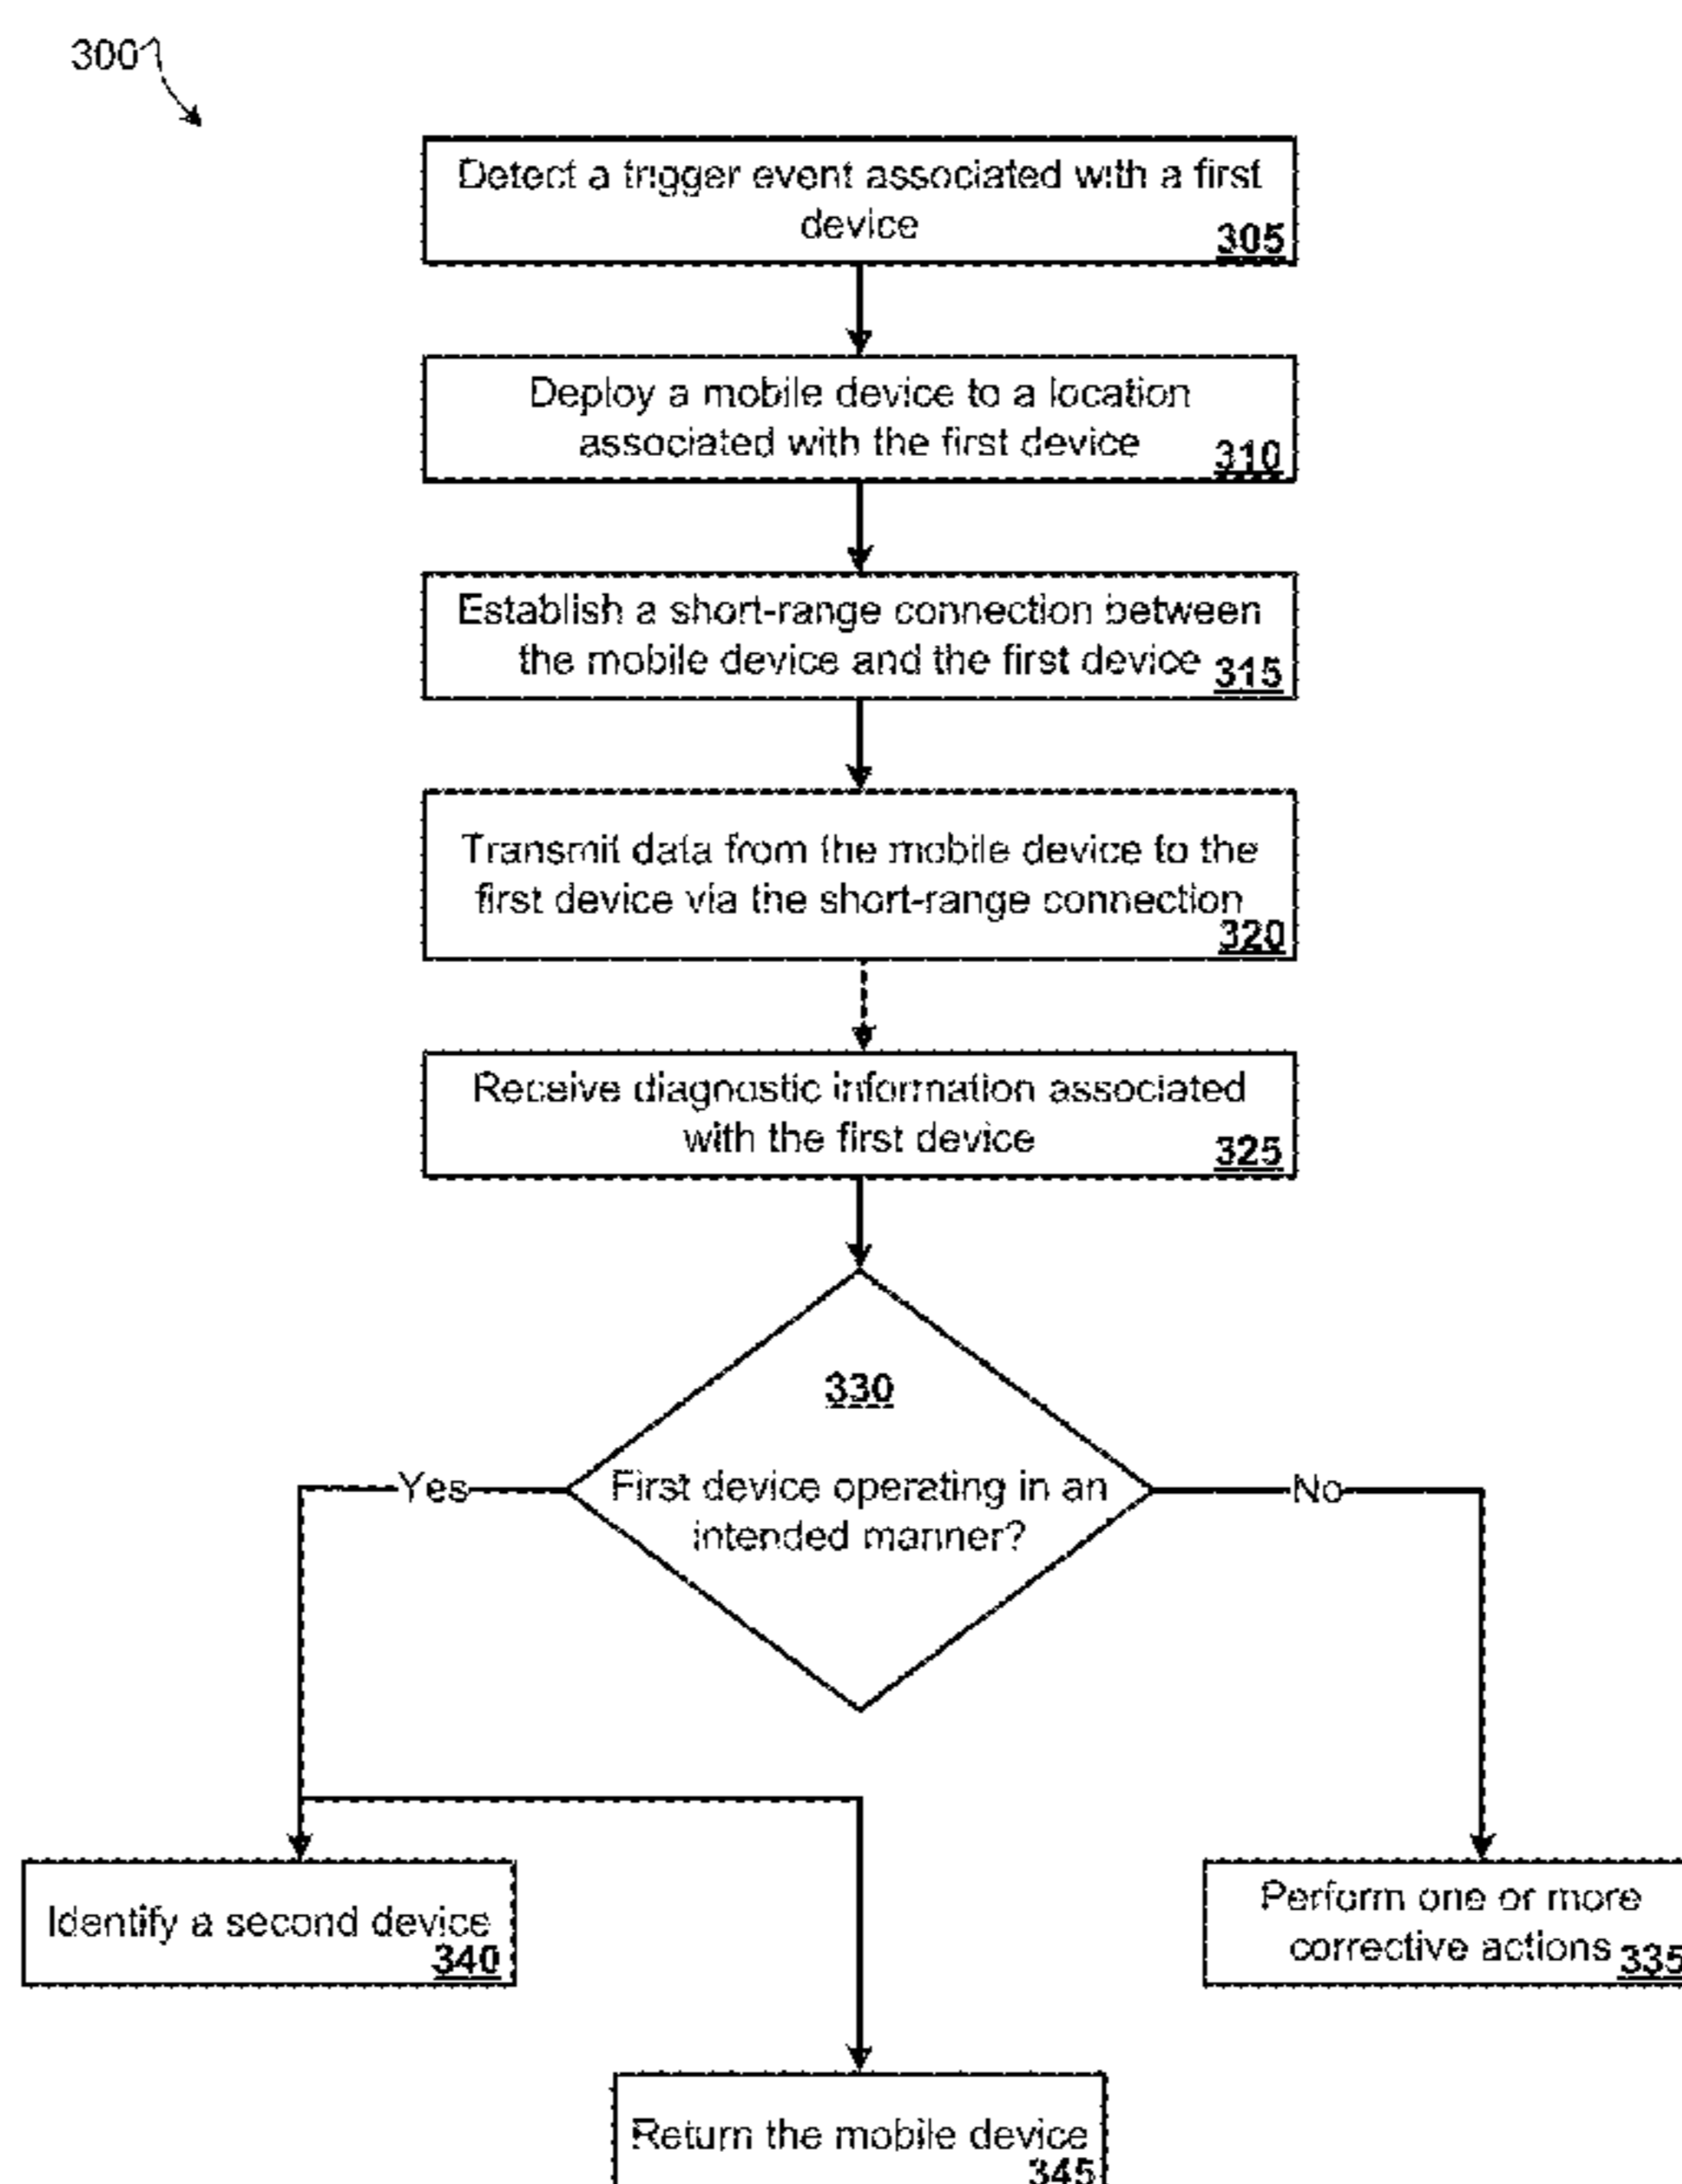 300
Detect a trigger event associated with a first
device
305
Deploy a mobile device to a location
associated with the first device
310
Establish a short-range connection between
the mobile device and the first device
315
Transmit data from the mobile device to the
first device via the short-range connection
320
Receive diagnostic information associated
with the first device
325
330
First device operating in an
intended manner?
Yes
No
Identify a second device
340
Perform one or more
corrective actions
335
Return the mobile device
345